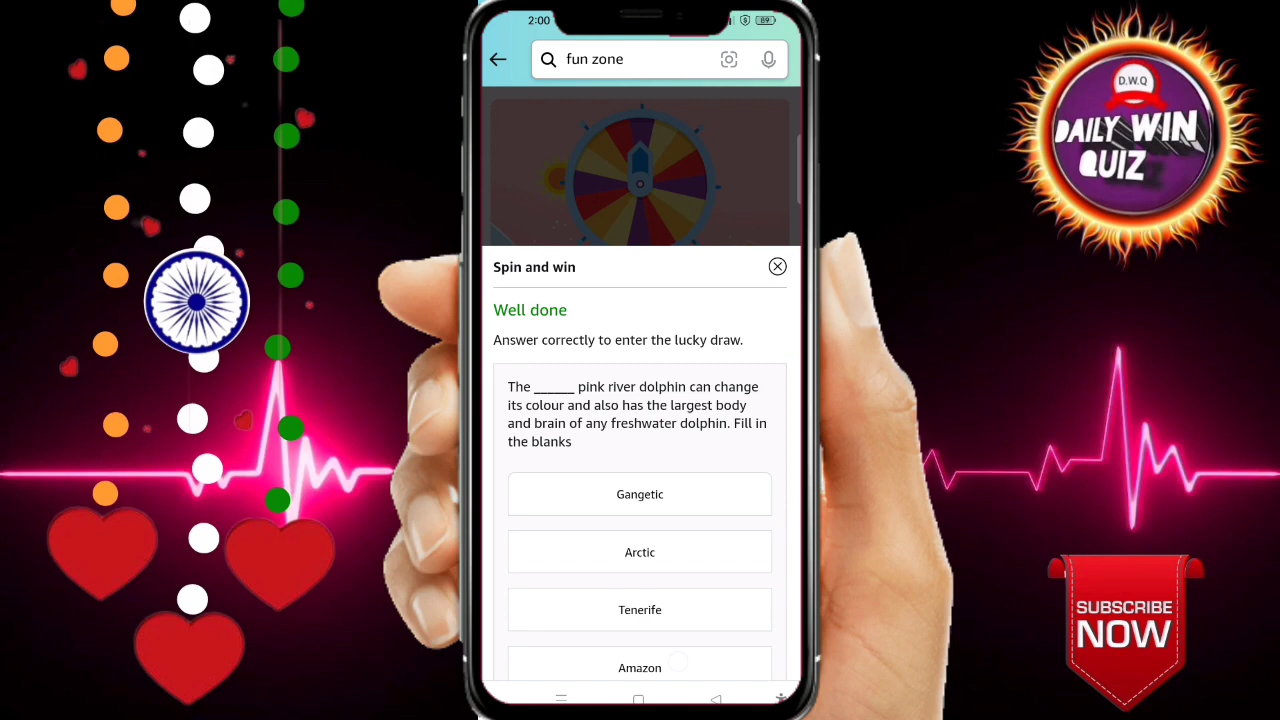 2:00
89
fun zone
D.W.Q
DAILY WIN
QUIZ
Spin and win
Well done
Answer correctly to enter the lucky draw.
The ______ pink river dolphin can change
its colour and also has the largest body
and brain of any freshwater dolphin. Fill in
the blanks
Gangetic
Arctic
Tenerife
Amazon
SUBSCRIBE
NOW